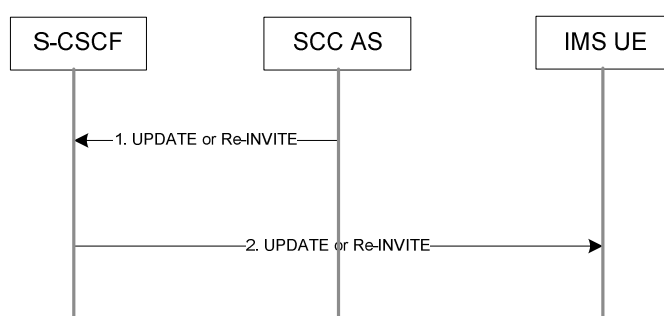 S-CSCF
SCC AS
IMS UE
1. UPDATE or Re-INVITE
2. UPDATE or Re-INVITE